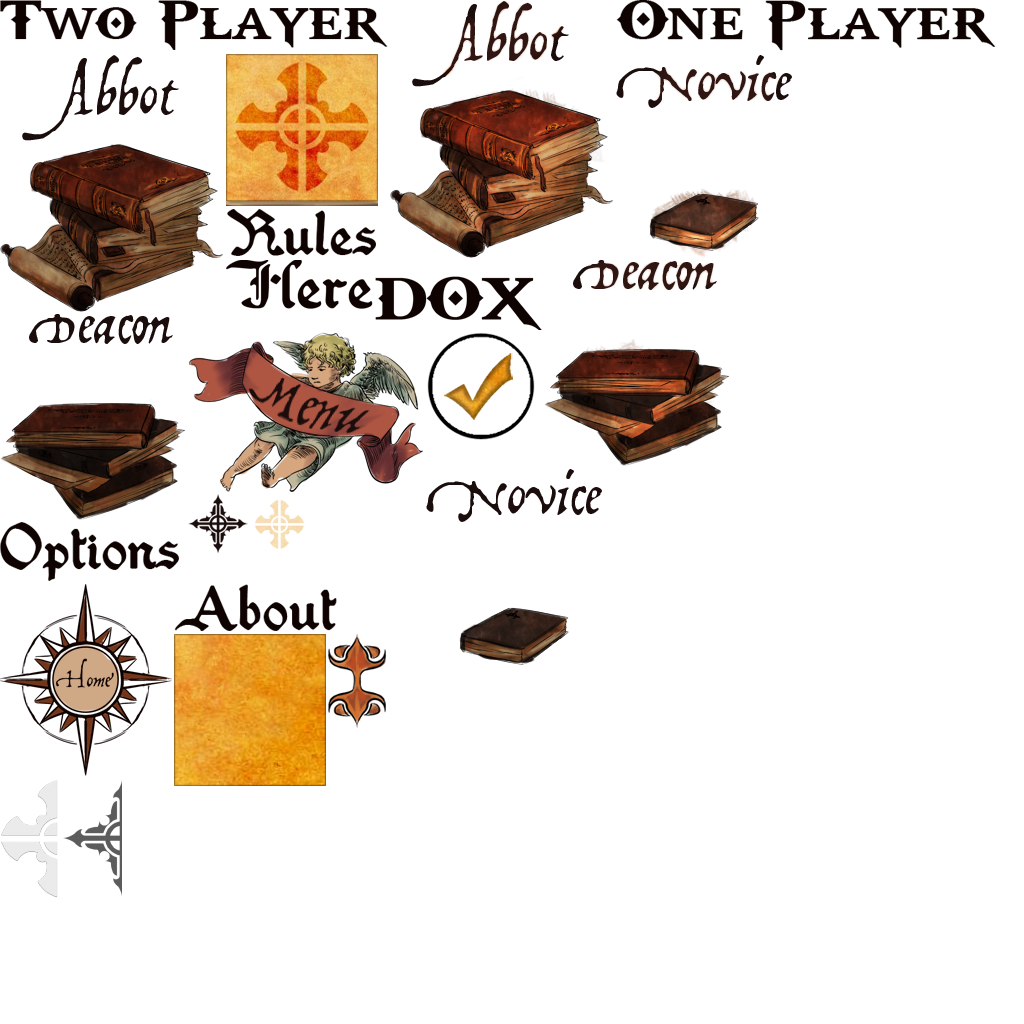 TWO PLAYER
Abbot
ONE PLAYER
Abbot
Novice
Rules
Here
DOX
Deacon
Deacon
Menu
Novice
Options
About
Home